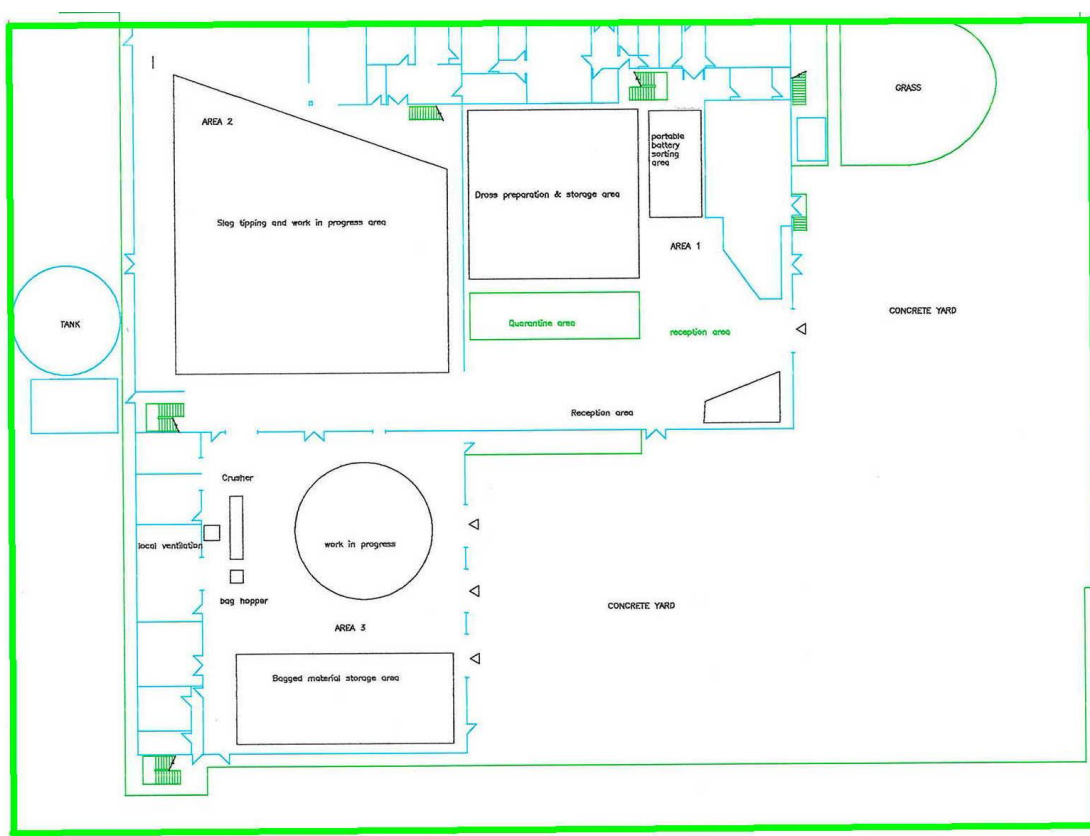 GRASS
AREA 2
portable
battery
sorting
area
Dross preparation & storage area
Slag tipping and work in progress area
AREA 1
CONCRETE YARD
TANK
Quarantine area
reception area
Reception area
Crusher
local ventilation
work in progress
bag hopper
CONCRETE YARD
AREA 3
Bagged material storage area